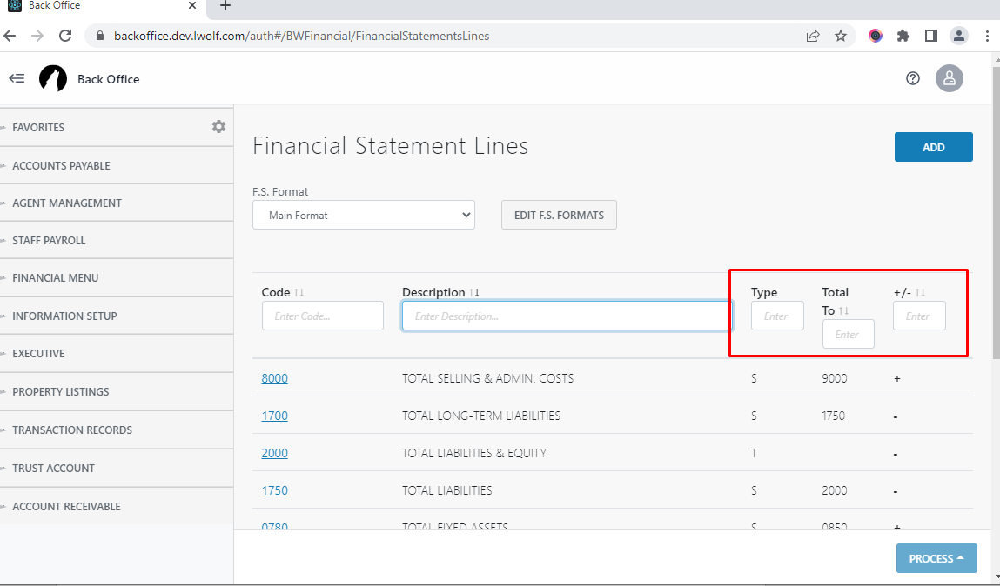 Back Office
backoffice.dev.lwolf.com/auth#/BWFinancial/FinancialStatementsLines
Back Office
FAVORITES
ACCOUNTS PAYABLE
AGENT MANAGEMENT
STAFF PAYROLL
FINANCIAL MENU
INFORMATION SETUP
EXECUTIVE
PROPERTY LISTINGS
TRANSACTION RECORDS
TRUST ACCOUNT
ACCOUNT RECEIVABLE
Financial Statement Lines
ADD
F.S. Format
Main Format
EDIT F.S. FORMATS
Code ↑↓ Description ↑↓ Type Total To ↑↓ +/- ↑↓
Enter Code... Enter Description... Enter Enter Enter
8000 TOTAL SELLING & ADMIN. COSTS S 9000 +
1700 TOTAL LONG-TERM LIABILITIES S 1750 -
2000 TOTAL LIABILITIES & EQUITY T -
1750 TOTAL LIABILITIES S 2000 -
0780 TOTAL FIXED ASSETS S 0850 +
PROCESS